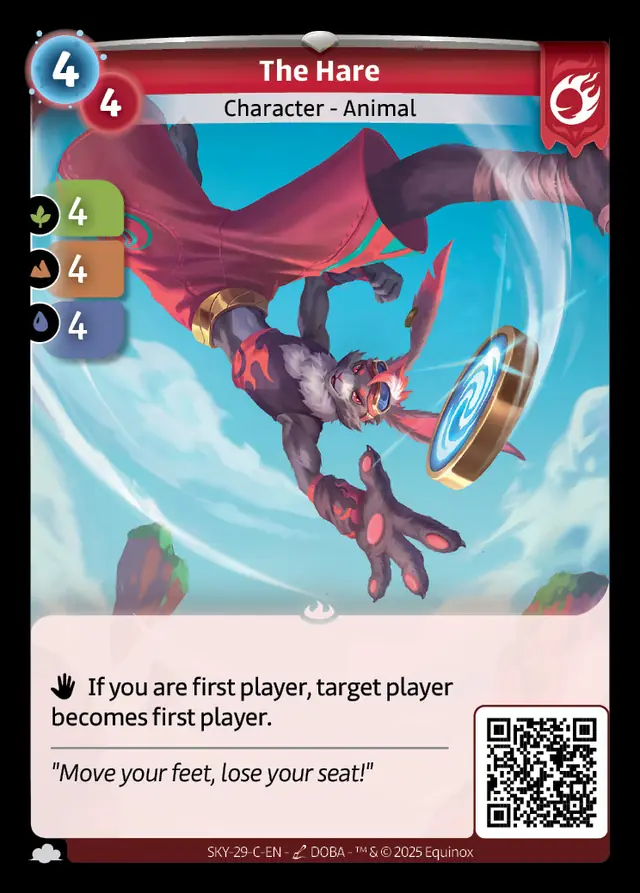 4
4
The Hare
Character - Animal
4
4
4
If you are first player, target player
becomes first player.
"Move your feet, lose your seat!"
SKY-29-C-EN - DOBA - ™ & © 2025 Equinox